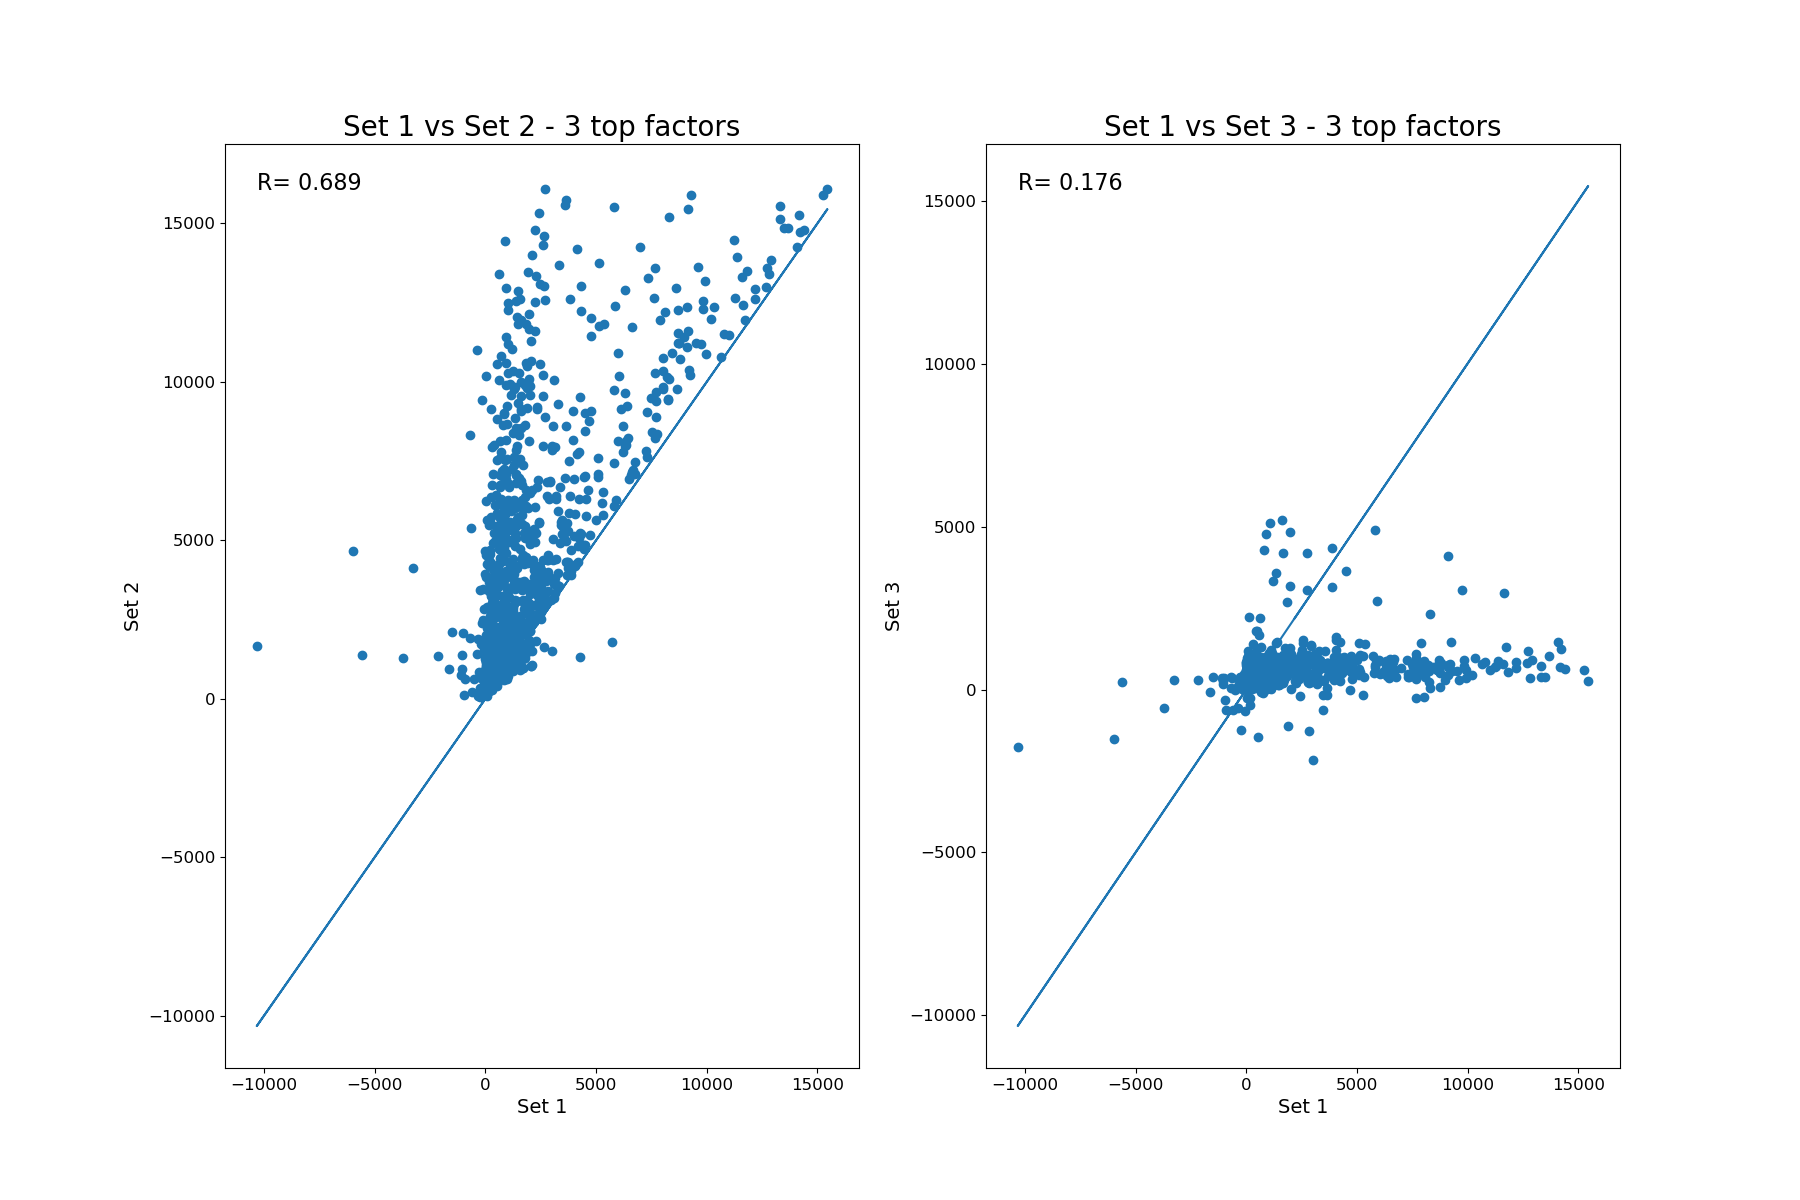 Set 1 vs Set 2 - 3 top factors
R= 0.689
15000
10000
5000
0
−5000
−10000
Set 2
−10000 −5000 0 5000 10000 15000
Set 1
Set 1 vs Set 3 - 3 top factors
R= 0.176
15000
10000
5000
0
−5000
−10000
Set 3
−10000 −5000 0 5000 10000 15000
Set 1